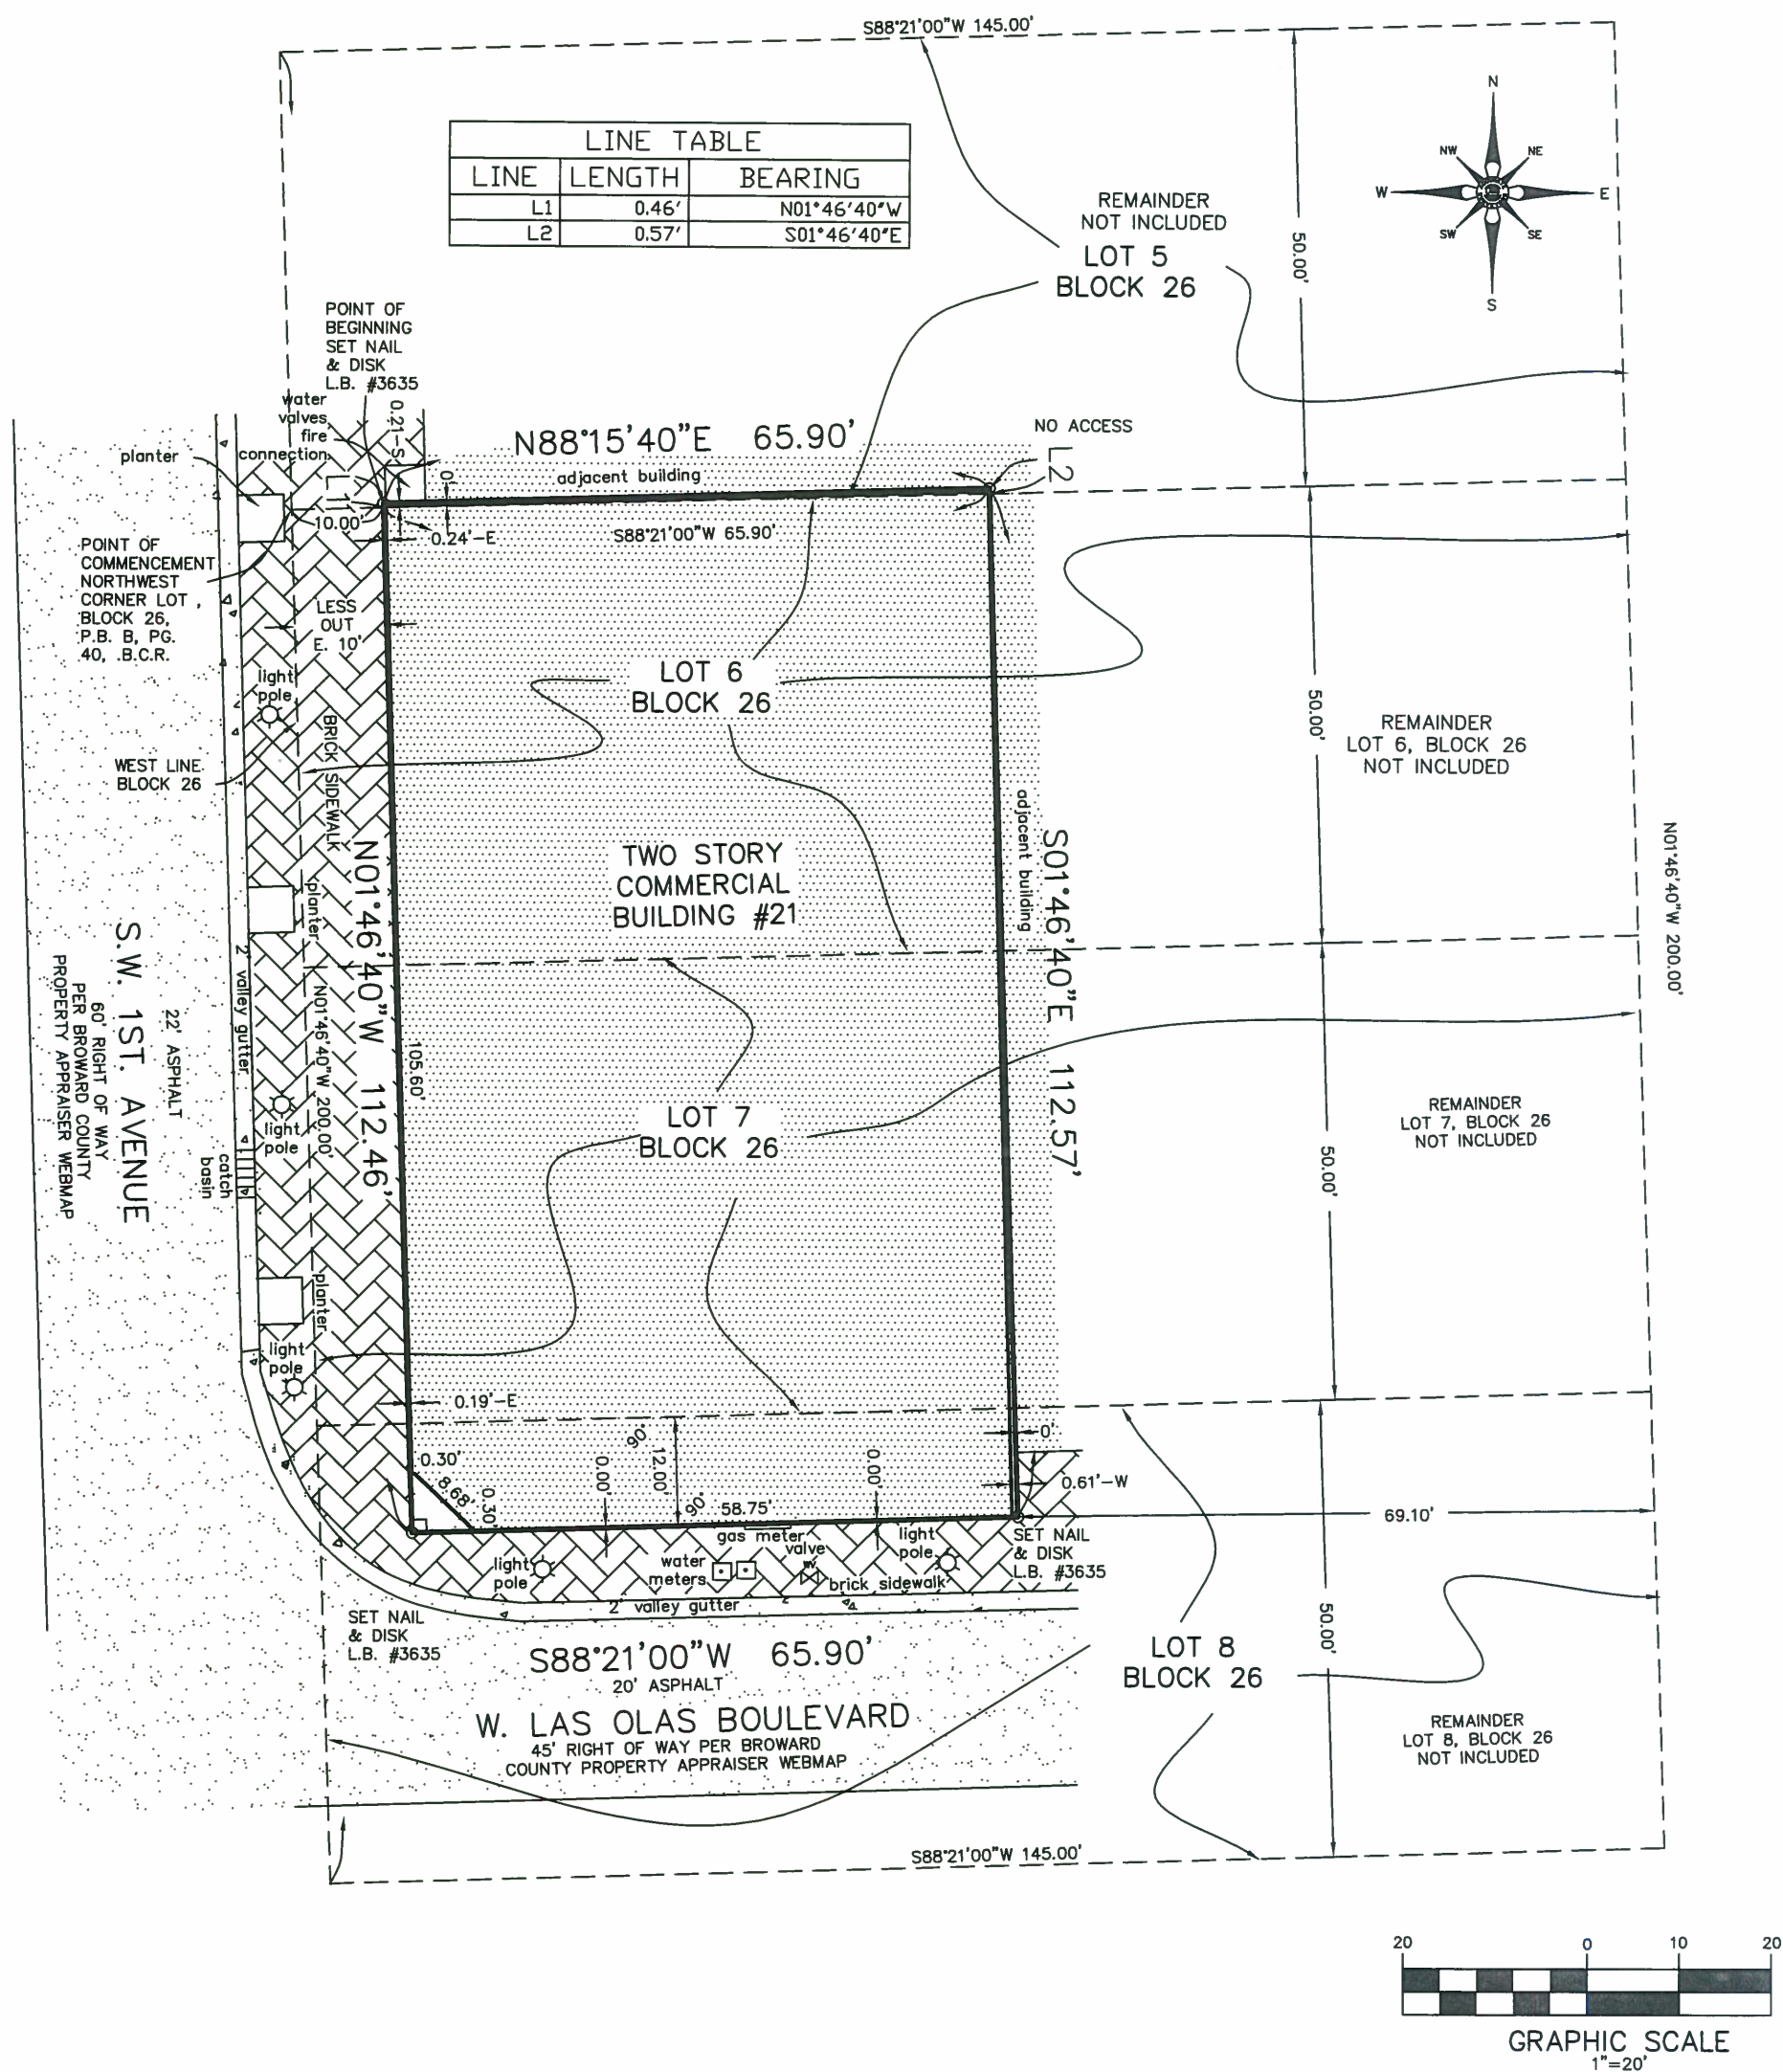 S88°21'00"W 145.00'
LINE TABLE
LINE LENGTH BEARING
L1 0.46' N01°46'40"W
L2 0.57' S01°46'40"E
N
NW NE
W E
SW SE
S
REMAINDER
NOT INCLUDED
LOT 5
BLOCK 26
50.00'
POINT OF
BEGINNING
SET NAIL
& DISK
L.B. #3635
water
valves
fire
connection
planter
0.21-S
0'
L1
10.00'
0.24'-E
N88°15'40"E 65.90'
adjacent building
S88°21'00"W 65.90'
NO ACCESS
L2
POINT OF
COMMENCEMENT
NORTHWEST
CORNER LOT ,
BLOCK 26,
P.B. B, PG.
40, .B.C.R.
LESS
OUT
E. 10'
light
pole
BRICK SIDEWALK
WEST LINE
BLOCK 26
LOT 6
BLOCK 26
50.00'
REMAINDER
LOT 6, BLOCK 26
NOT INCLUDED
TWO STORY
COMMERCIAL
BUILDING #21
adjacent building
S01°46'40"E 112.57'
N01°46'40"W 200.00'
N01°46'40"W 112.46'
105.60'
planter
N01°46'40"W 200.00'
2' valley gutter
22' ASPHALT
S.W. 1ST. AVENUE
60' RIGHT OF WAY
PER BROWARD COUNTY
PROPERTY APPRAISER WEBMAP
light
pole
catch
basin
LOT 7
BLOCK 26
50.00'
REMAINDER
LOT 7, BLOCK 26
NOT INCLUDED
planter
light
pole
0.19'-E
0.30'
8.68'
0.30'
0.00'
90°
12.00'
90°
58.75'
0.00'
0'
0.61'-W
69.10'
gas meter
valve
wv
light
pole
water
meters
light
pole
brick sidewalk
2' valley gutter
SET NAIL
& DISK
L.B. #3635
SET NAIL
& DISK
L.B. #3635
S88°21'00"W 65.90'
20' ASPHALT
W. LAS OLAS BOULEVARD
45' RIGHT OF WAY PER BROWARD
COUNTY PROPERTY APPRAISER WEBMAP
LOT 8
BLOCK 26
50.00'
REMAINDER
LOT 8, BLOCK 26
NOT INCLUDED
S88°21'00"W 145.00'
20 0 10 20
GRAPHIC SCALE
1"=20'